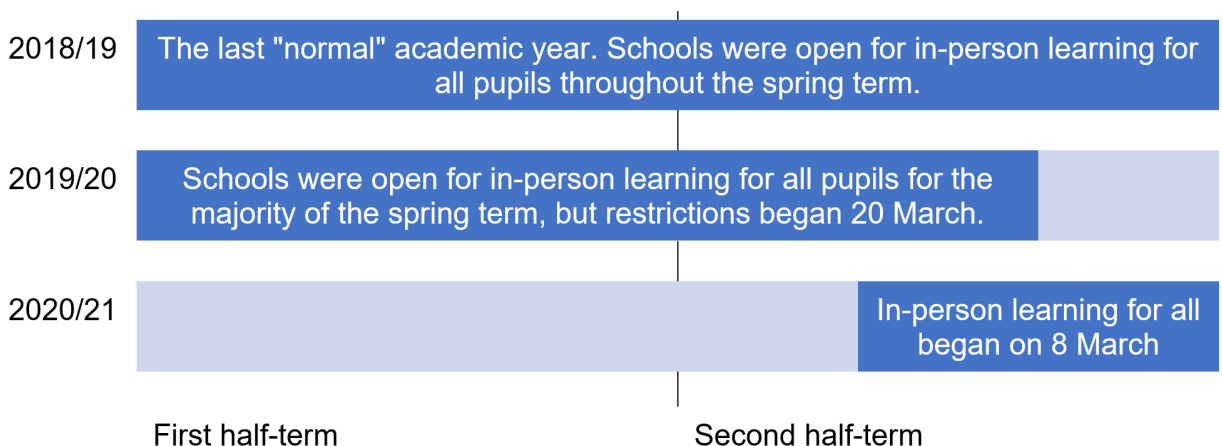 2018/19
The last "normal" academic year. Schools were open for in-person learning for
all pupils throughout the spring term.
2019/20
Schools were open for in-person learning for all pupils for the
majority of the spring term, but restrictions began 20 March.
2020/21
In-person learning for all
began on 8 March
First half-term
Second half-term